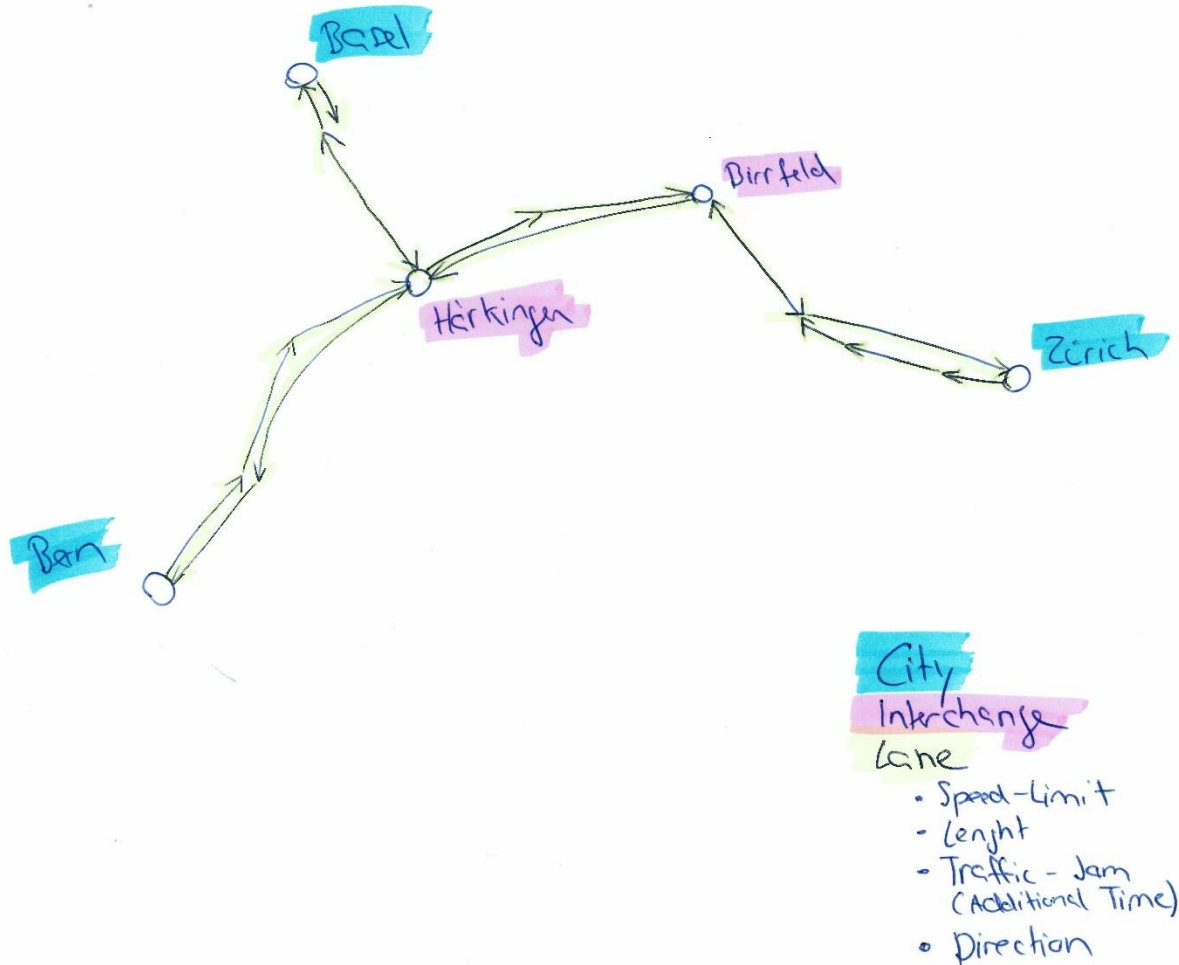 Basel
Birrfeld
Härkingen
Zürich
Bern
City
Interchange
Lane
• Speed-Limit
• Lenght
• Traffic-Jam
(Additional Time)
• Direction